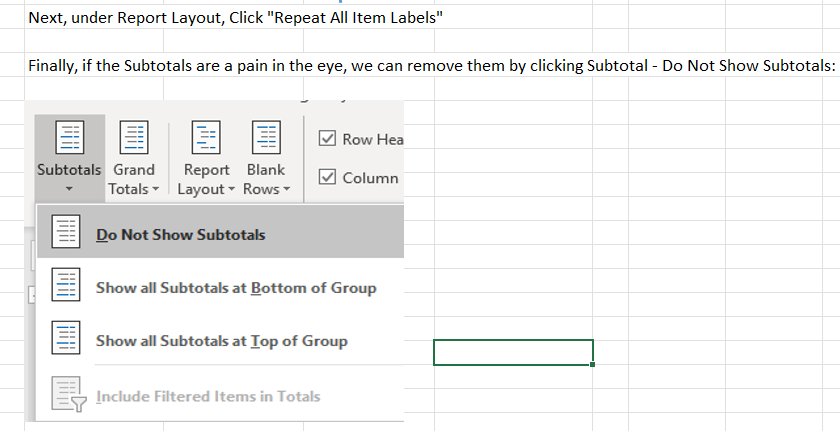 Next, under Report Layout, Click "Repeat All Item Labels"
Finally, if the Subtotals are a pain in the eye, we can remove them by clicking Subtotal - Do Not Show Subtotals:
Subtotals Grand Totals Report Layout Blank Rows
Row Hea
Column
Do Not Show Subtotals
Show all Subtotals at Bottom of Group
Show all Subtotals at Top of Group
Include Filtered Items in Totals